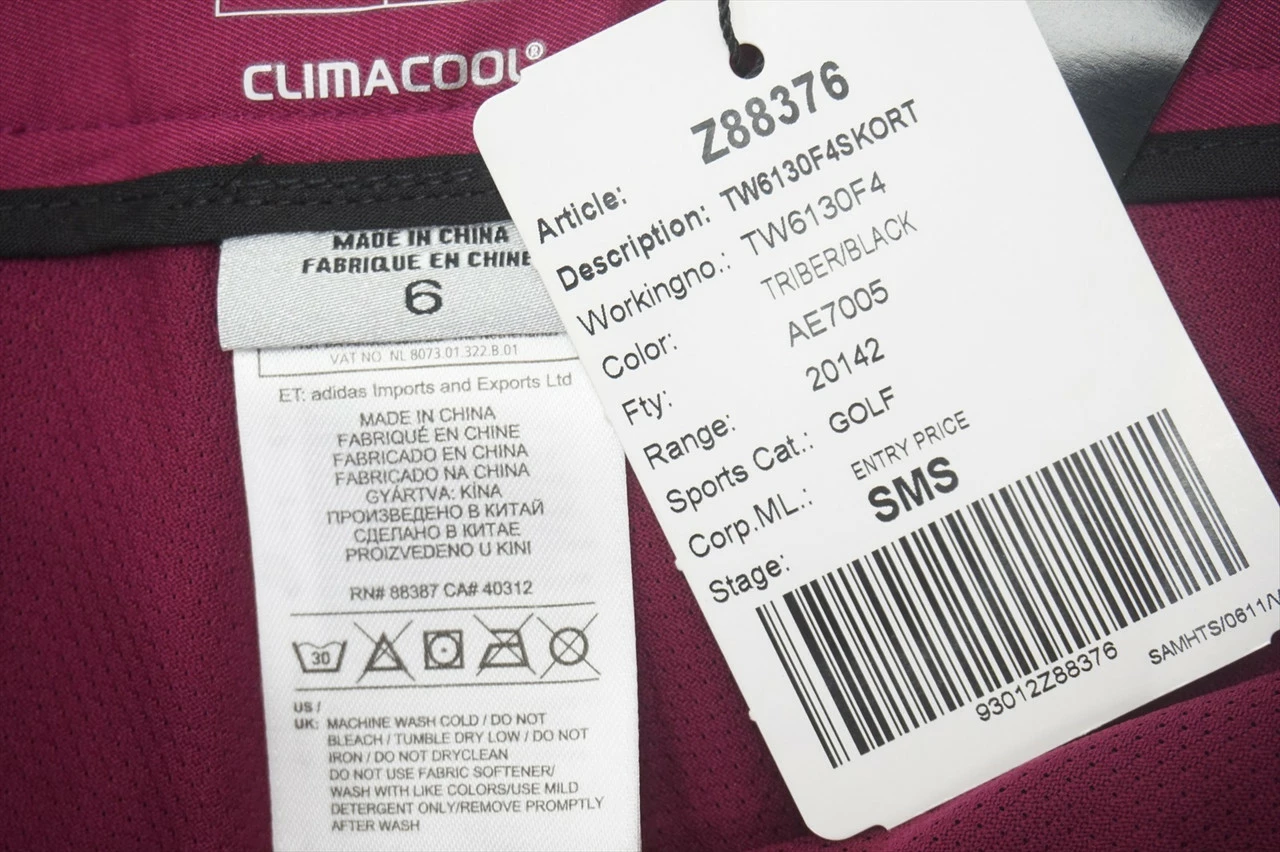 CLIMACOOL®
MADE IN CHINA
FABRIQUE EN CHINE
6
VAT NO. NL 8073.01.322.B.01
ET: adidas Imports and Exports Ltd
MADE IN CHINA
FABRIQUÉ EN CHINE
FABRICADO EN CHINA
FABRICADO NA CHINA
GYÁRTVA: KÍNA
ПРОИЗВЕДЕНО В КИТАЙ
СДЕЛАНО В КИТАЕ
PROIZVEDENO U KINI
RN# 88387 CA# 40312
30
US /
UK: MACHINE WASH COLD / DO NOT
BLEACH / TUMBLE DRY LOW / DO NOT
IRON / DO NOT DRYCLEAN
DO NOT USE FABRIC SOFTENER/
WASH WITH LIKE COLORS/USE MILD
DETERGENT ONLY/REMOVE PROMPTLY
AFTER WASH
Article: Z88376
Description: TW6130F4SKORT
Workingno.: TW6130F4
Color: TRIBER/BLACK
Fty: AE7005
Range: 20142
Sports Cat.: GOLF
Corp.ML.: ENTRY PRICE
Stage: SMS
93012Z88376
SAMHTS/0611/